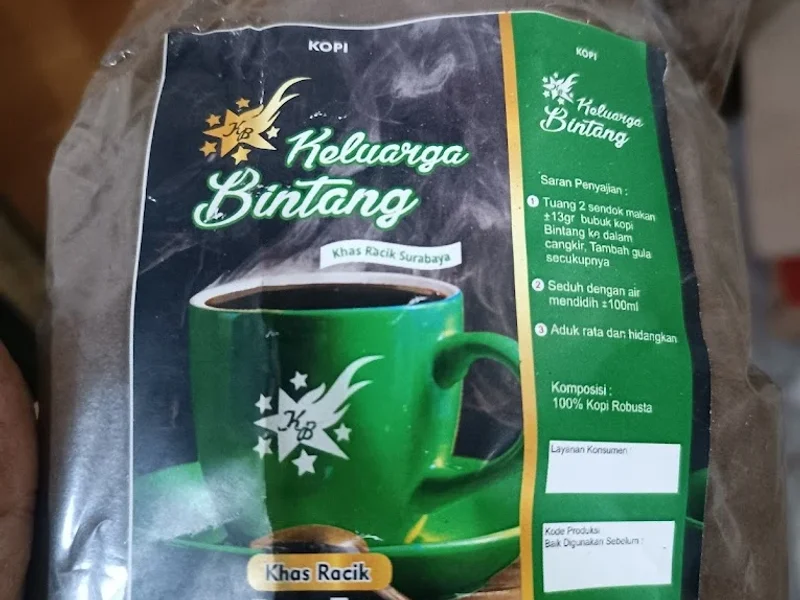 KOPI
KB
Keluarga
Bintang
Khas Racik Surabaya
KB
Khas Racik
KOPI
Keluarga
Bintang
Saran Penyajian :
1 Tuang 2 sendok makan
±13gr bubuk kopi
Bintang ke dalam
cangkir, Tambah gula
secukupnya
2 Seduh dengan air
mendidih ±100ml
3 Aduk rata dan hidangkan
Komposisi :
100% Kopi Robusta
Layanan Konsumen :
Kode Produksi
Baik Digunakan Sebelum :